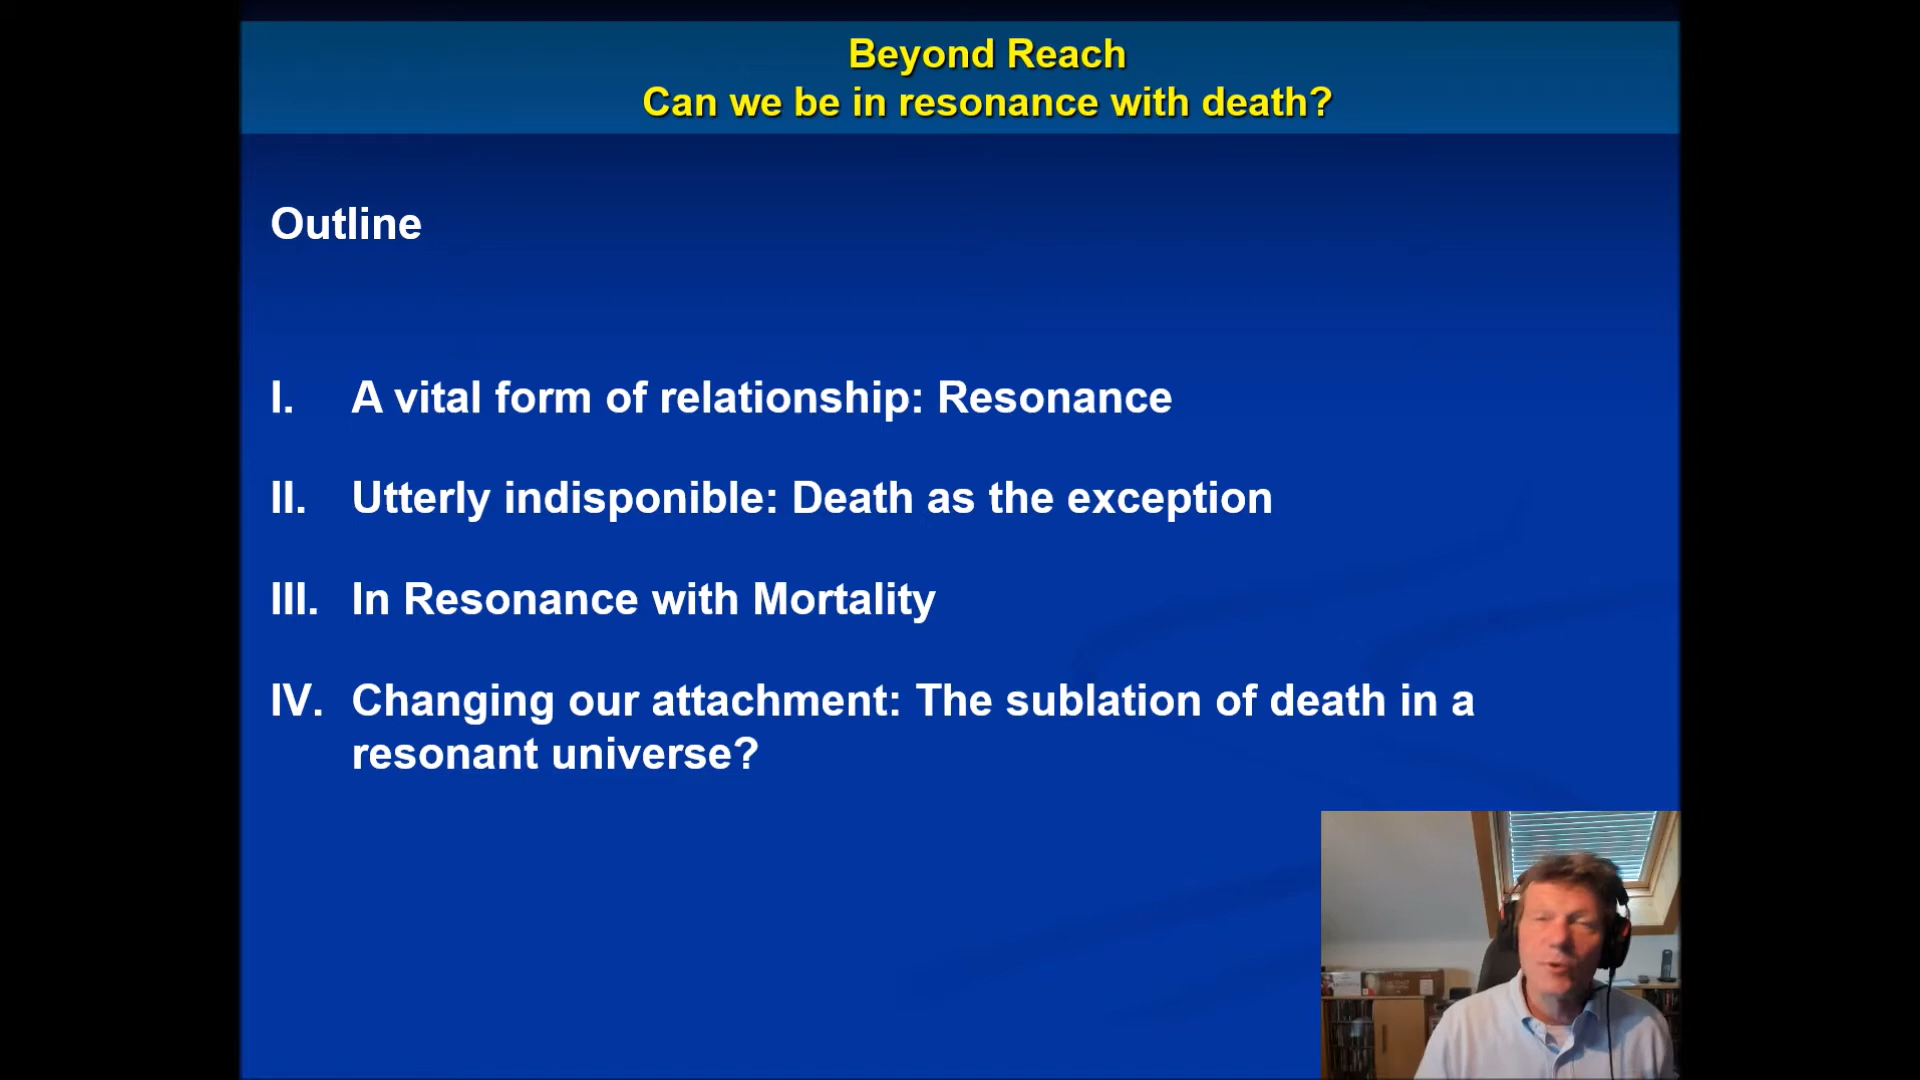 Beyond Reach
Can we be in resonance with death?
Outline
I. A vital form of relationship: Resonance
II. Utterly indisponible: Death as the exception
III. In Resonance with Mortality
IV. Changing our attachment: The sublation of death in a
resonant universe?